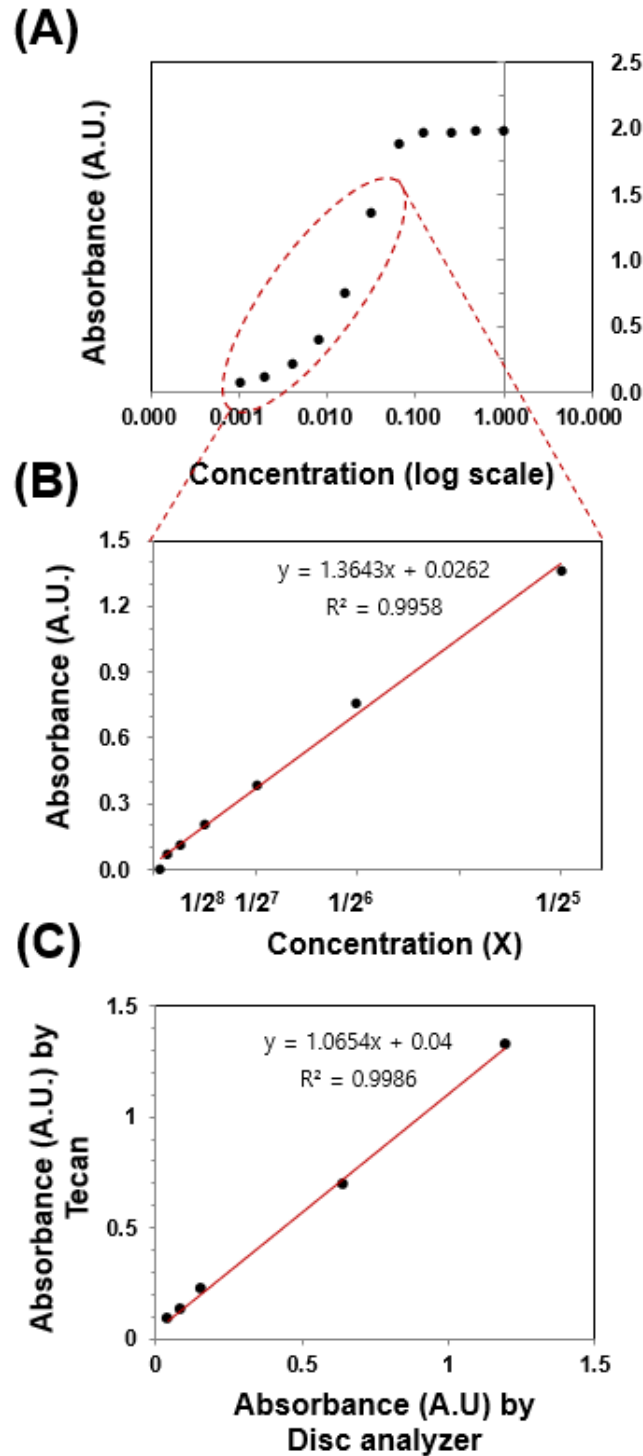 (A)
Absorbance (A.U.)
2.5
2.0
1.5
1.0
0.5
0.0
0.000 0.001 0.010 0.100 1.000 10.000
Concentration (log scale)
(B)
Absorbance (A.U.)
1.5
1.2
0.9
0.6
0.3
0.0
y = 1.3643x + 0.0262
R² = 0.9958
1/2⁸ 1/2⁷ 1/2⁶ 1/2⁵
Concentration (X)
(C)
Absorbance (A.U.) by
Tecan
1.5
1
0.5
0
y = 1.0654x + 0.04
R² = 0.9986
0 0.5 1 1.5
Absorbance (A.U) by
Disc analyzer